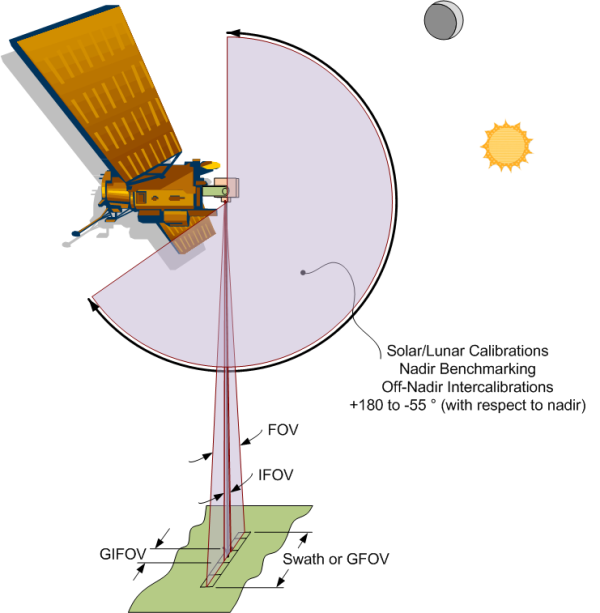 Solar/Lunar Calibrations
Nadir Benchmarking
Off-Nadir Intercalibrations
+180 to -55 ° (with respect to nadir)
FOV
IFOV
GIFOV
Swath or GFOV